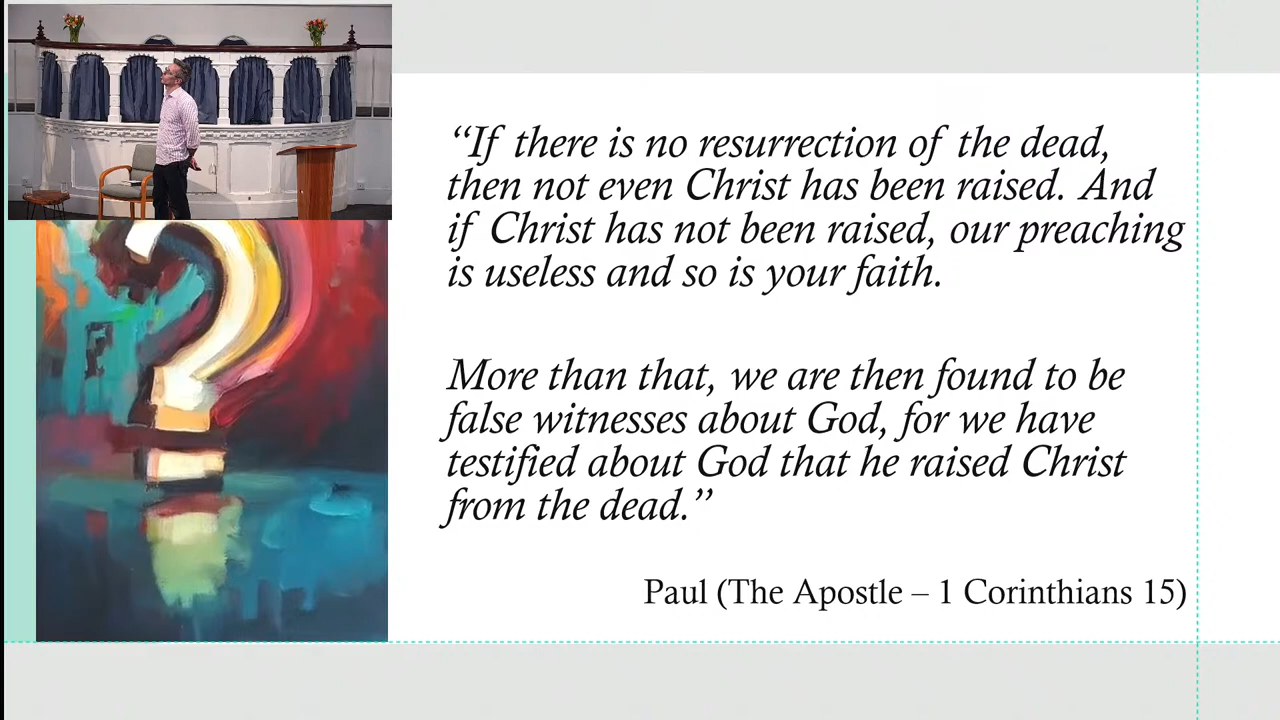 “If there is no resurrection of the dead,
then not even Christ has been raised. And
if Christ has not been raised, our preaching
is useless and so is your faith.
More than that, we are then found to be
false witnesses about God, for we have
testified about God that he raised Christ
from the dead.”
Paul (The Apostle – 1 Corinthians 15)